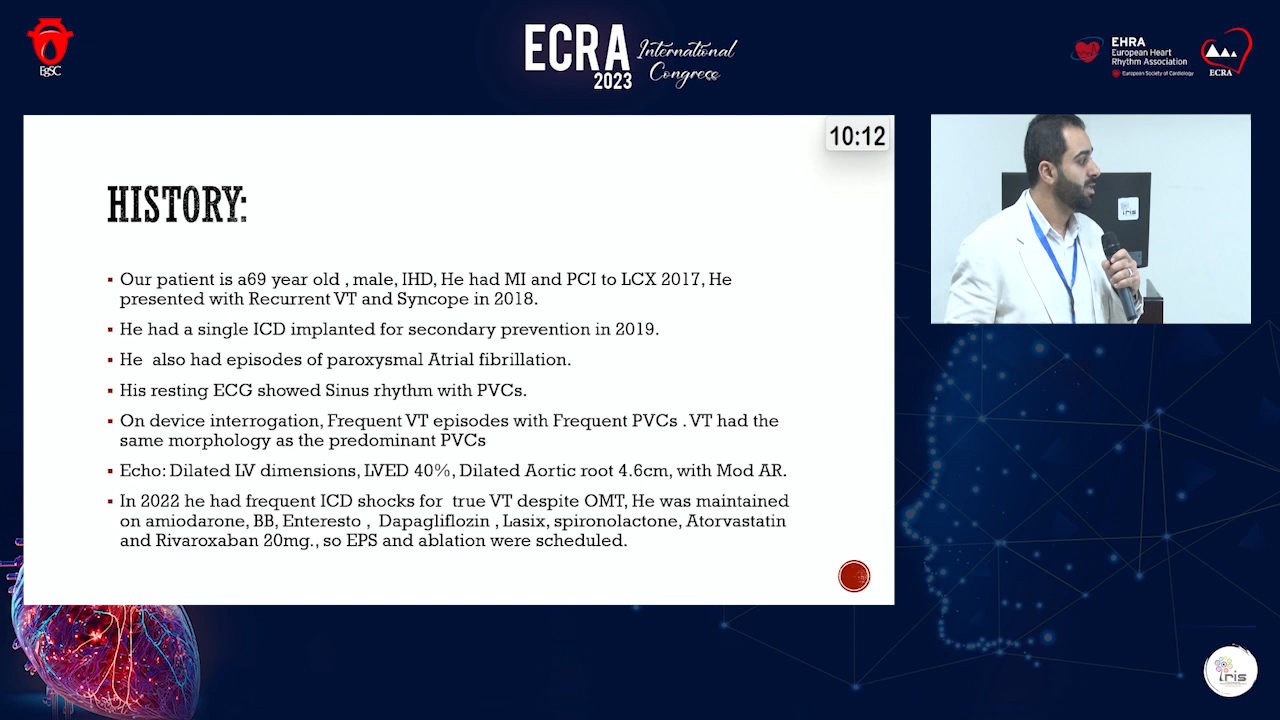 EgSC
ECRA
2023
International
Congress
EHRA
European Heart
Rhythm Association
European Society of Cardiology
ECRA
10:12
HISTORY:
▪ Our patient is a69 year old , male, IHD, He had MI and PCI to LCX 2017, He
presented with Recurrent VT and Syncope in 2018.
▪ He had a single ICD implanted for secondary prevention in 2019.
▪ He also had episodes of paroxysmal Atrial fibrillation.
▪ His resting ECG showed Sinus rhythm with PVCs.
▪ On device interrogation, Frequent VT episodes with Frequent PVCs . VT had the
same morphology as the predominant PVCs
▪ Echo: Dilated LV dimensions, LVED 40%, Dilated Aortic root 4.6cm, with Mod AR.
▪ In 2022 he had frequent ICD shocks for true VT despite OMT, He was maintained
on amiodarone, BB, Enteresto , Dapagliflozin , Lasix, spironolactone, Atorvastatin
and Rivaroxaban 20mg., so EPS and ablation were scheduled.
iris
iris